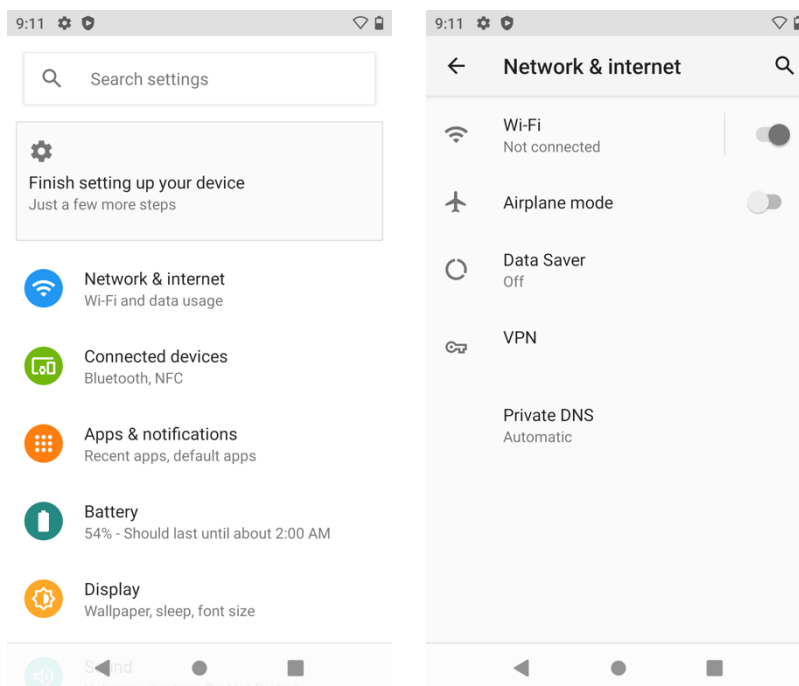 9:11
Search settings
Finish setting up your device
Just a few more steps
Network & internet
Wi-Fi and data usage
Connected devices
Bluetooth, NFC
Apps & notifications
Recent apps, default apps
Battery
54% - Should last until about 2:00 AM
Display
Wallpaper, sleep, font size
9:11
Network & internet
Wi-Fi
Not connected
Airplane mode
Data Saver
Off
VPN
Private DNS
Automatic